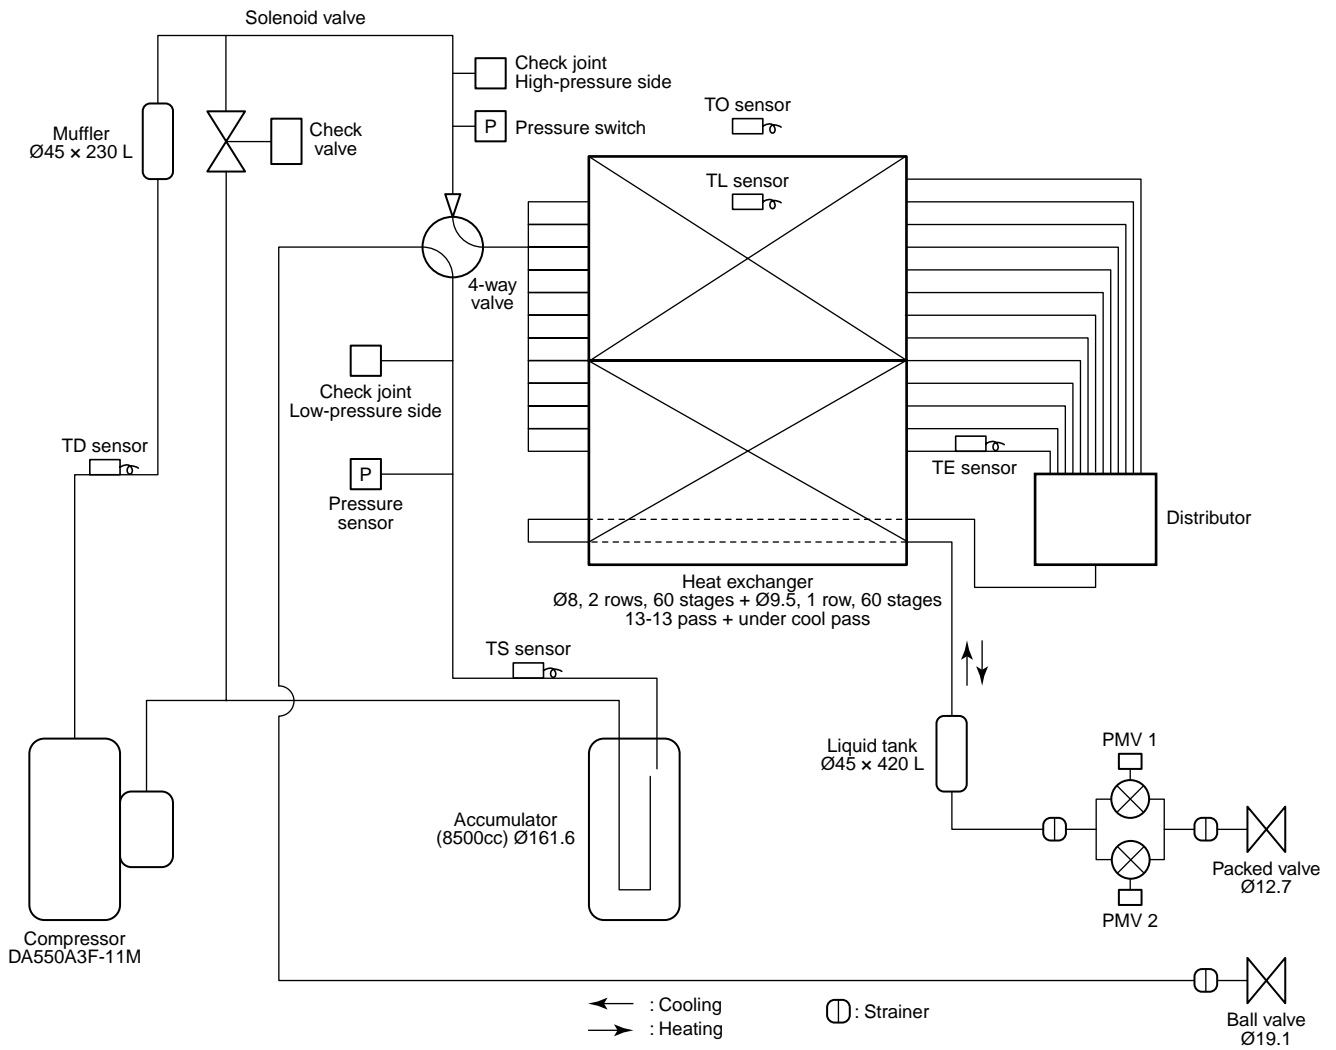 Solenoid valve
Check joint
High-pressure side
P
Pressure switch
TO sensor
Muffler
Ø45 × 230 L
Check
valve
TL sensor
4-way
valve
Check joint
Low-pressure side
TD sensor
P
Pressure
sensor
TE sensor
Distributor
Heat exchanger
Ø8, 2 rows, 60 stages + Ø9.5, 1 row, 60 stages
13-13 pass + under cool pass
TS sensor
Liquid tank
Ø45 × 420 L
PMV 1
Accumulator
(8500cc) Ø161.6
Packed valve
Ø12.7
PMV 2
Compressor
DA550A3F-11M
: Cooling
: Heating
: Strainer
Ball valve
Ø19.1